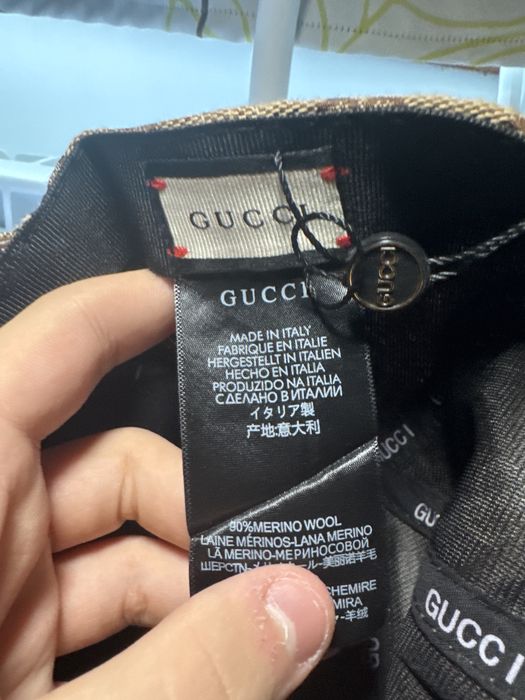 GUCCI
GUCCI
GUCCI
MADE IN ITALY
FABRIQUE EN ITALIE
HERGESTELLT IN ITALIEN
HECHO EN ITALIA
PRODUZIDO NA ITALIA
СДЕЛАНО В ИТАЛИИ
イタリア製
产地:意大利
GUCCI
GU
90%MERINO WOOL
LAINE MÉRINOS-LANA MERINO
LÃ MERINO-МЕРИНОСОВОЙ
GUCCI